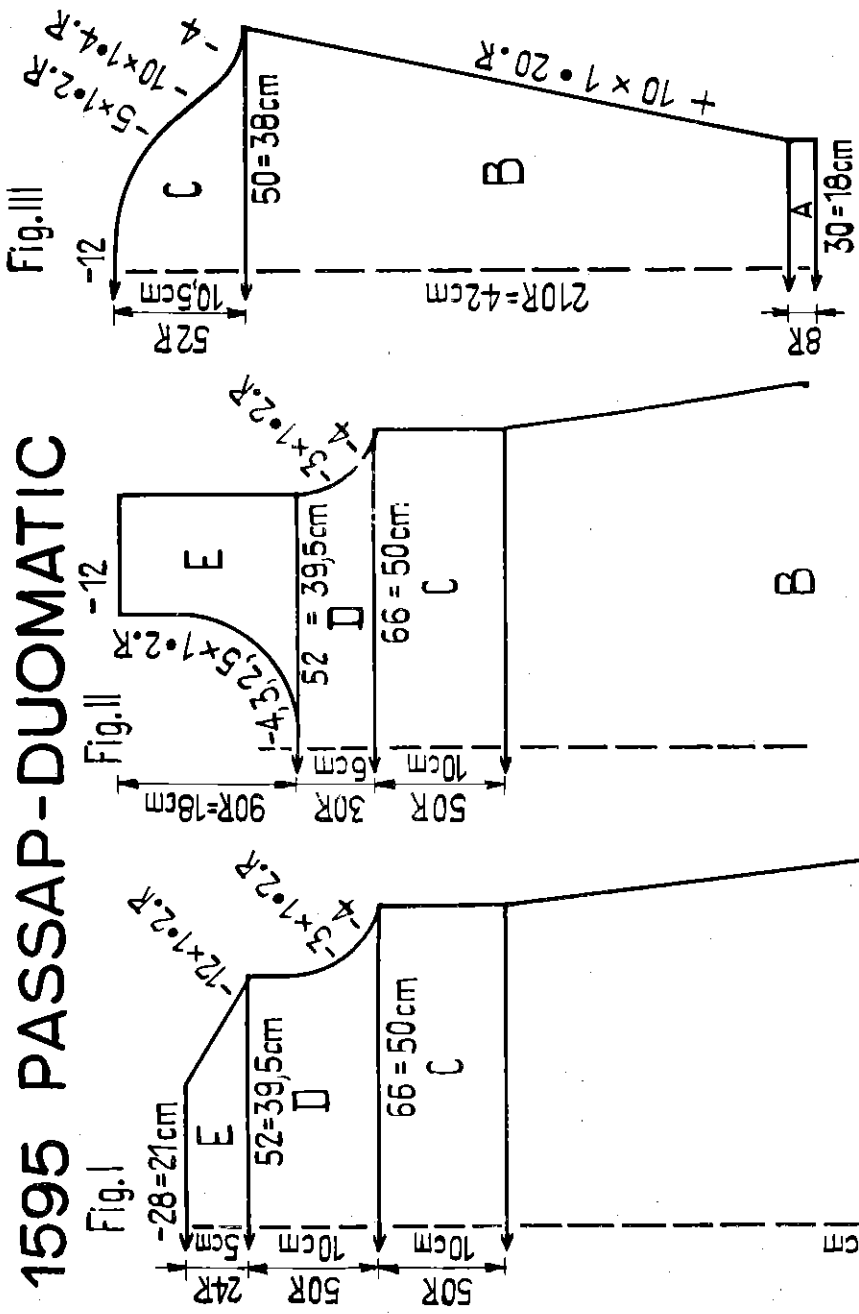 1595 PASSAP-DUOMATIC
Fig.I
-28=21cm
-12×1•2.R
E
24R
5cm
52=39,5cm
-3×1•2.R
-4
D
50R
10cm
66=50cm
C
50R
10cm
cm
Fig.II
-12
-4,3,2,5×1•2.R
E
90R=18cm
52 = 39,5cm
-3×1•2.R
-4
D
30R
6cm
66=50cm
C
50R
10cm
B
Fig.III
-12
-5×1•2.R
-10×1•4.R
-4
C
52R
10,5cm
50=38cm
B
+ 10×1•20.R
210R=42cm
A
8R
30=18cm